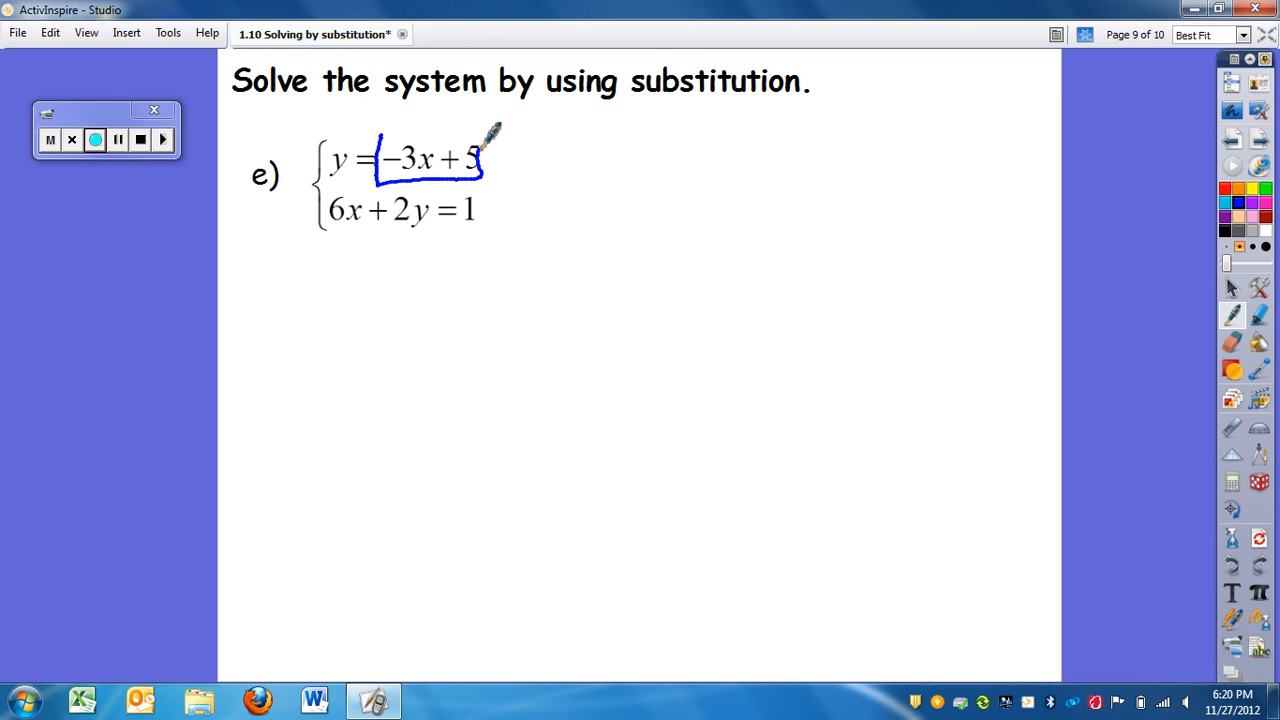 ActivInspire - Studio
File Edit View Insert Tools Help
1.10 Solving by substitution*
Page 9 of 10
Best Fit
Solve the system by using substitution.
M
e)
y = −3x + 5
6x + 2y = 1
T π
abc
W
6:20 PM
11/27/2012